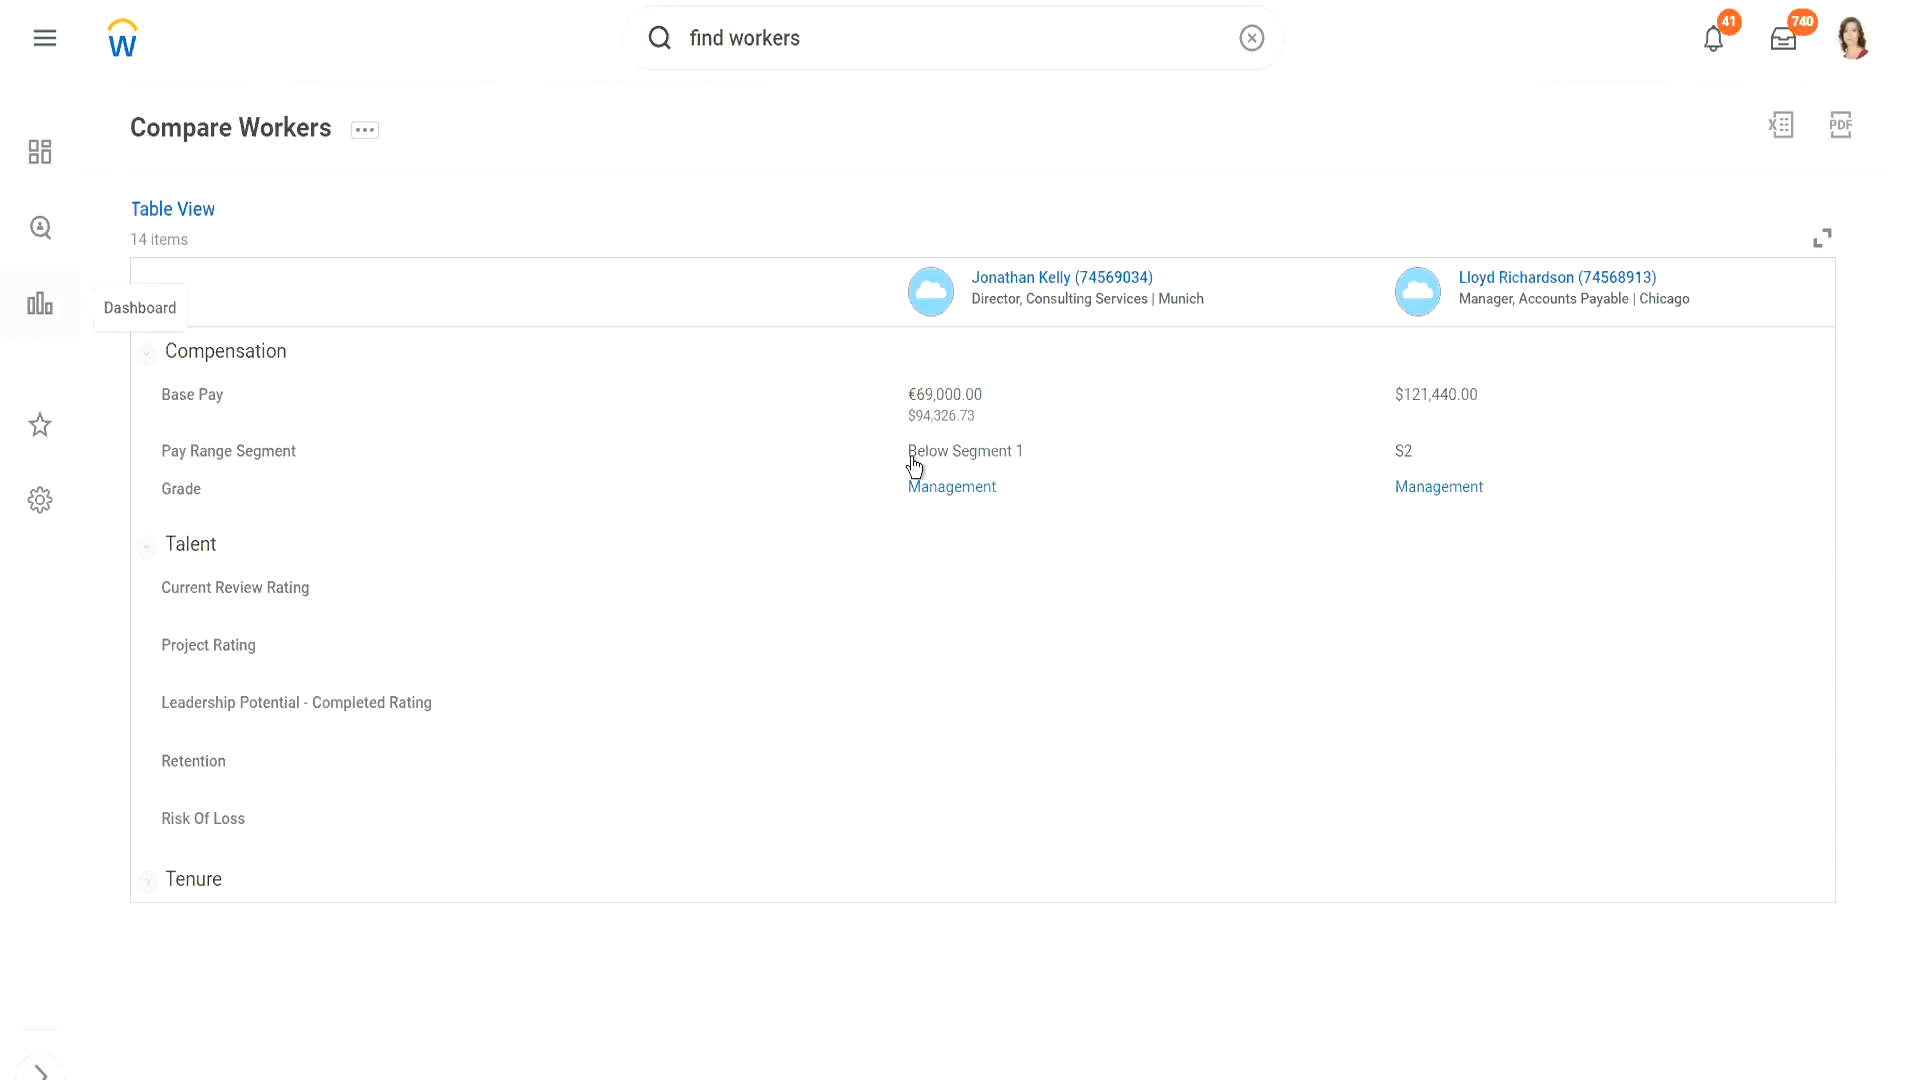 W
find workers
41
740
Compare Workers
X
PDF
Table View
14 items
Jonathan Kelly (74569034)
Director, Consulting Services | Munich
Lloyd Richardson (74568913)
Manager, Accounts Payable | Chicago
Dashboard
Compensation
Base Pay
€69,000.00
$94,326.73
$121,440.00
Pay Range Segment
Below Segment 1
S2
Grade
Management
Management
Talent
Current Review Rating
Project Rating
Leadership Potential - Completed Rating
Retention
Risk Of Loss
Tenure